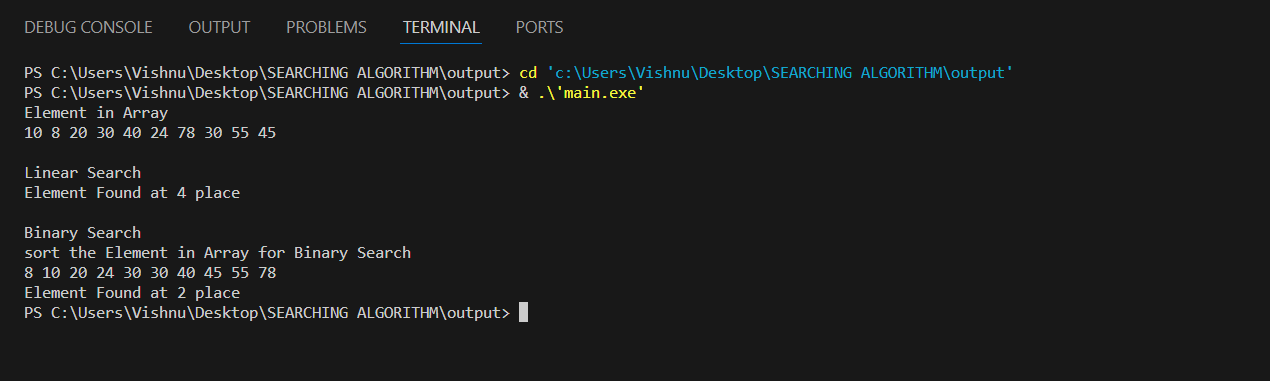 DEBUG CONSOLE OUTPUT PROBLEMS TERMINAL PORTS
PS C:\Users\Vishnu\Desktop\SEARCHING ALGORITHM\output> cd 'c:\Users\Vishnu\Desktop\SEARCHING ALGORITHM\output'
PS C:\Users\Vishnu\Desktop\SEARCHING ALGORITHM\output> & .\'main.exe'
Element in Array
10 8 20 30 40 24 78 30 55 45
Linear Search
Element Found at 4 place
Binary Search
sort the Element in Array for Binary Search
8 10 20 24 30 30 40 45 55 78
Element Found at 2 place
PS C:\Users\Vishnu\Desktop\SEARCHING ALGORITHM\output>